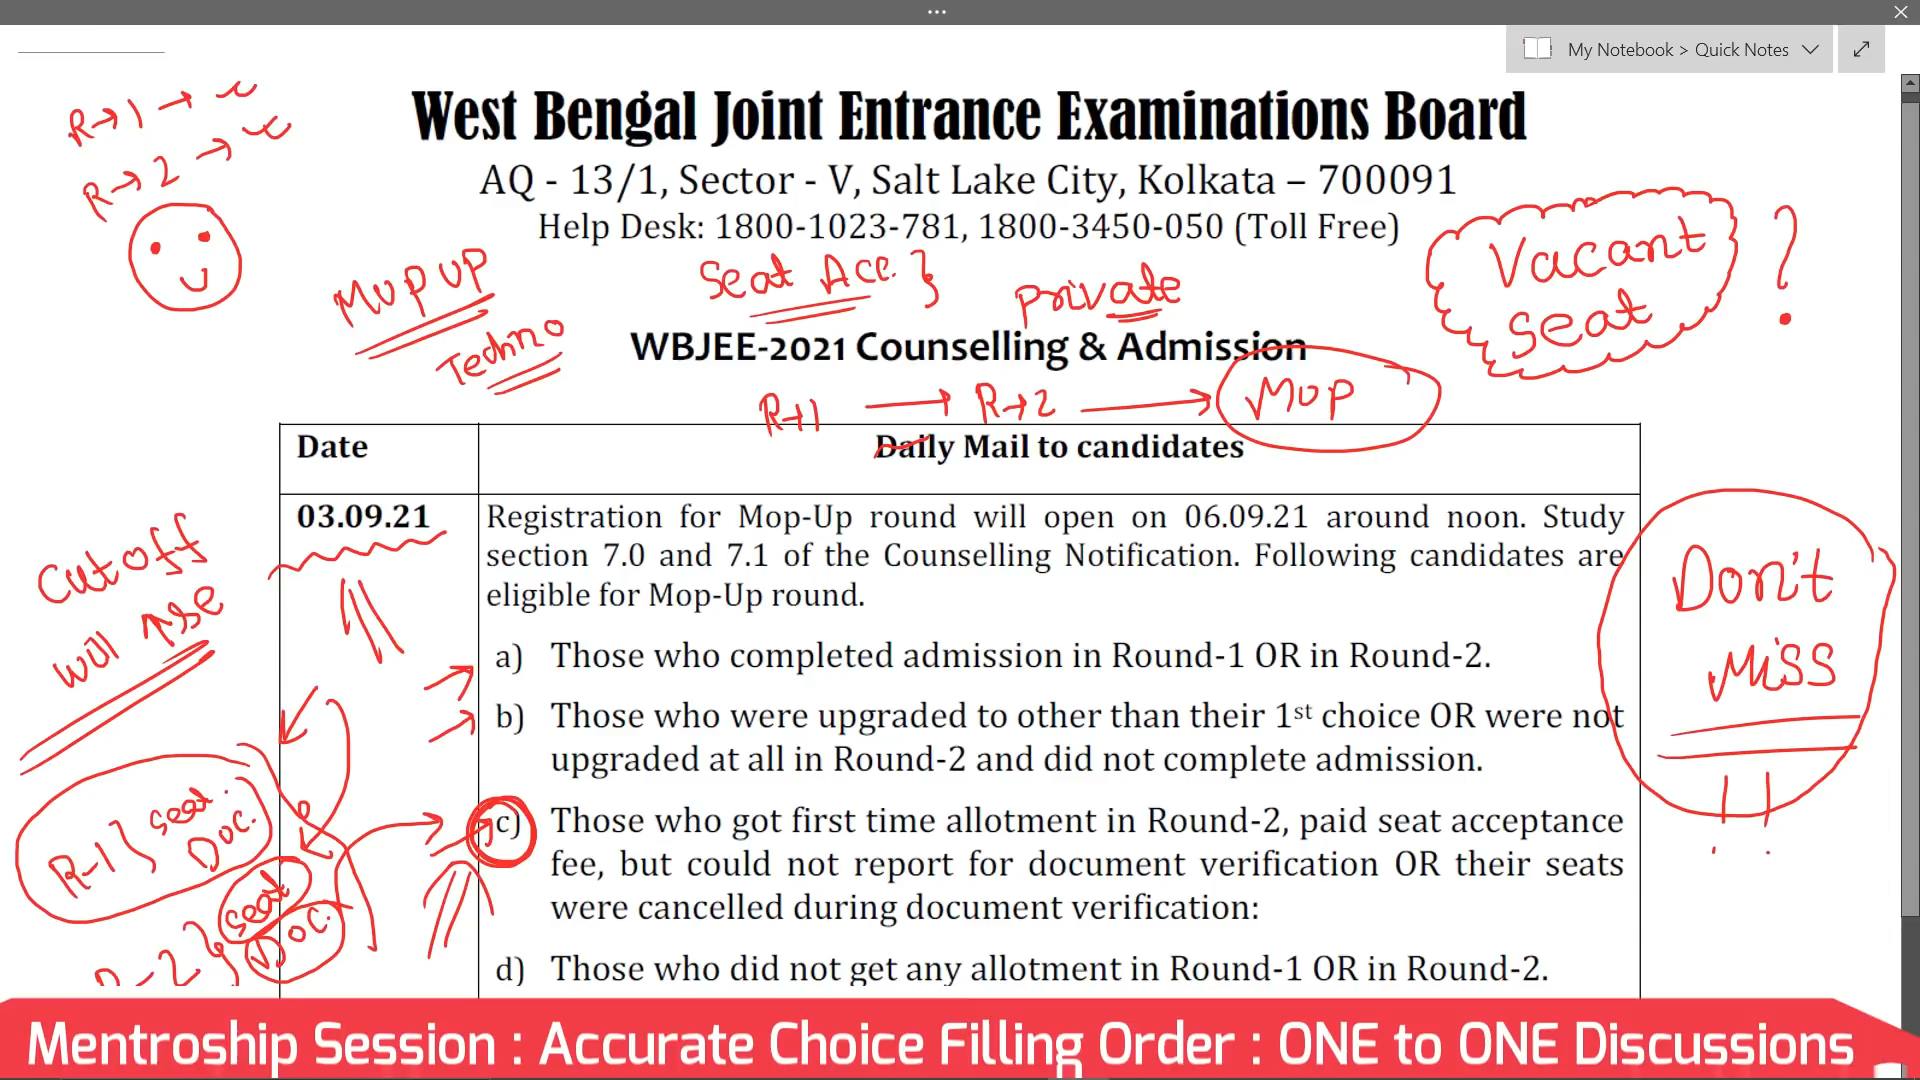 My Notebook > Quick Notes
R→1 →
R→2 →
West Bengal Joint Entrance Examinations Board
AQ - 13/1, Sector - V, Salt Lake City, Kolkata – 700091
Help Desk: 1800-1023-781, 1800-3450-050 (Toll Free)
Vacant
Seat ?
MOP UP
Techno
Seat Acc. }
private
WBJEE-2021 Counselling & Admission
R→1 → R→2 → MOP
Date
Daily Mail to candidates
03.09.21
Registration for Mop-Up round will open on 06.09.21 around noon. Study
section 7.0 and 7.1 of the Counselling Notification. Following candidates are
eligible for Mop-Up round.
a) Those who completed admission in Round-1 OR in Round-2.
b) Those who were upgraded to other than their 1st choice OR were not
upgraded at all in Round-2 and did not complete admission.
c) Those who got first time allotment in Round-2, paid seat acceptance
fee, but could not report for document verification OR their seats
were cancelled during document verification:
d) Those who did not get any allotment in Round-1 OR in Round-2.
Cutoff
will ↑se
Don't
Miss
R-1 } Seat.
Doc.
R-2 } Seat
Doc.
Mentroship Session : Accurate Choice Filling Order : ONE to ONE Discussions